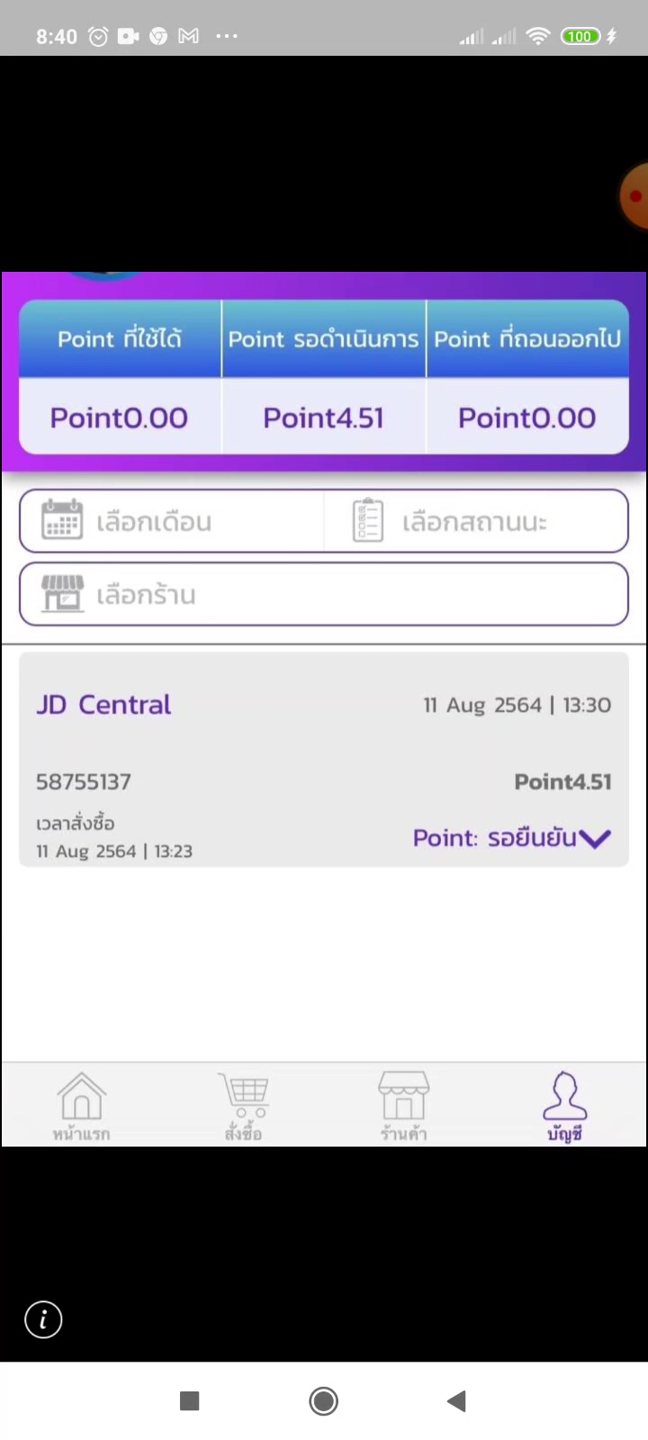 8:40
100
Point ที่ใช้ได้ Point รอดำเนินการ Point ที่ถอนออกไป
Point0.00 Point4.51 Point0.00
เลือกเดือน เลือกสถานนะ
เลือกร้าน
JD Central 11 Aug 2564 | 13:30
58755137 Point4.51
เวลาสั่งซื้อ
Point: รอยืนยัน
11 Aug 2564 | 13:23
หน้าแรก สั่งซื้อ ร้านค้า บัญชี
i